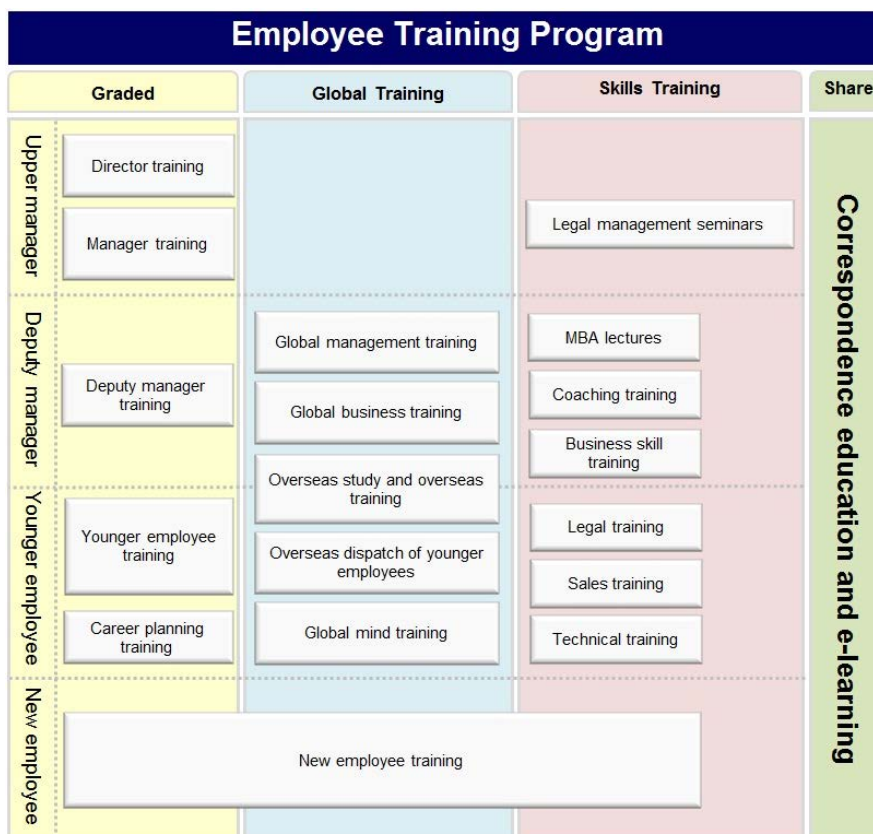 Employee Training Program
Graded
Global Training
Skills Training
Share
Upper manager
Director training
Manager training
Legal management seminars
Deputy manager
Deputy manager
training
Global management training
Global business training
Overseas study and overseas
training
MBA lectures
Coaching training
Business skill
training
Younger employee
Younger employee
training
Career planning
training
Overseas dispatch of younger
employees
Global mind training
Legal training
Sales training
Technical training
New employee
New employee training
Correspondence education and e-learning